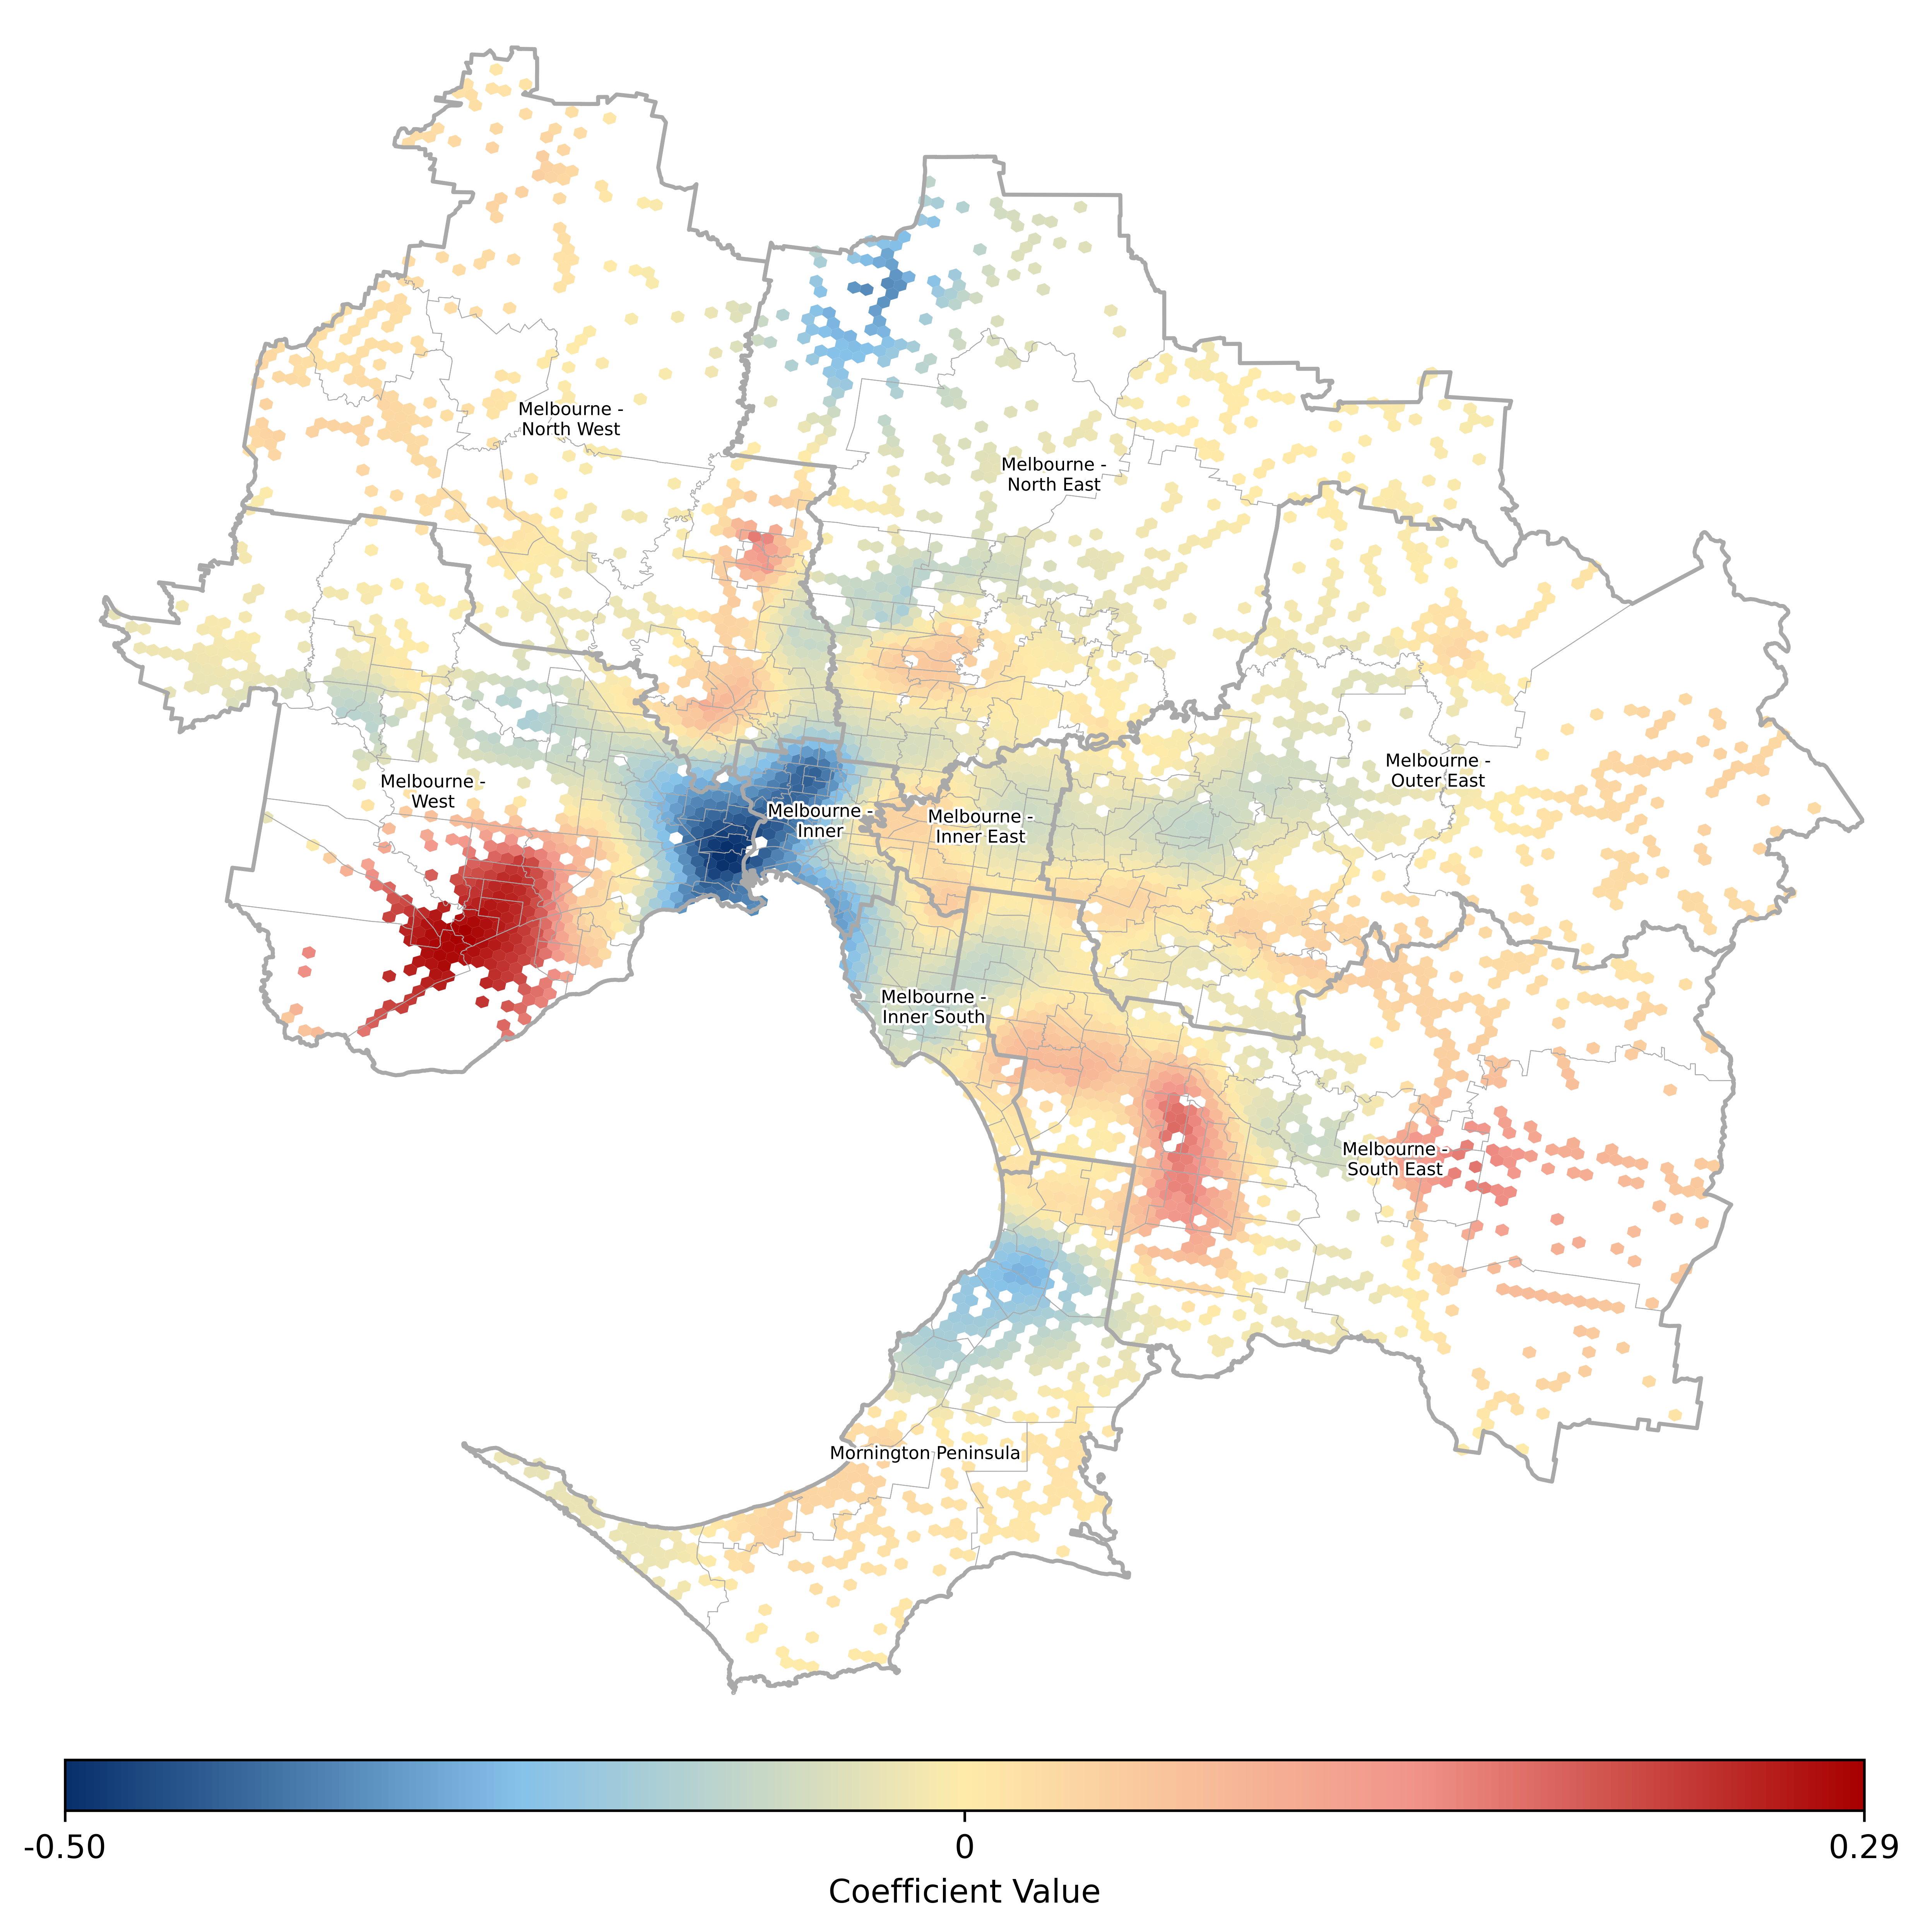 Melbourne -
North West
Melbourne -
North East
Melbourne -
Outer East
Melbourne -
West
Melbourne -
Inner
Melbourne -
Inner East
Melbourne -
Inner South
Melbourne -
South East
Mornington Peninsula
-0.50
0
0.29
Coefficient Value